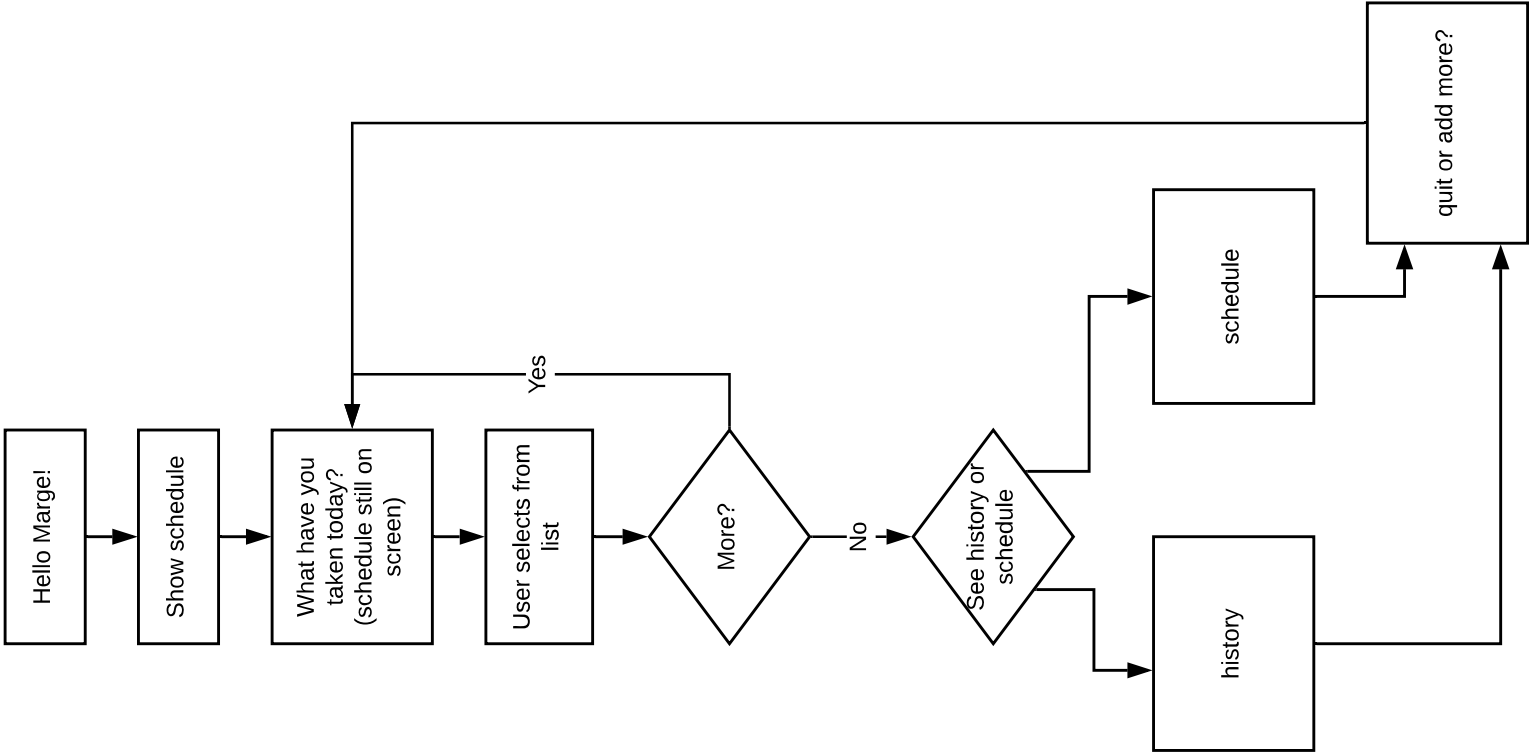 Hello Marge!
Show schedule
What have you
taken today?
(schedule still on
screen)
User selects from
list
More?
Yes
No
See history or
schedule
history
schedule
quit or add more?